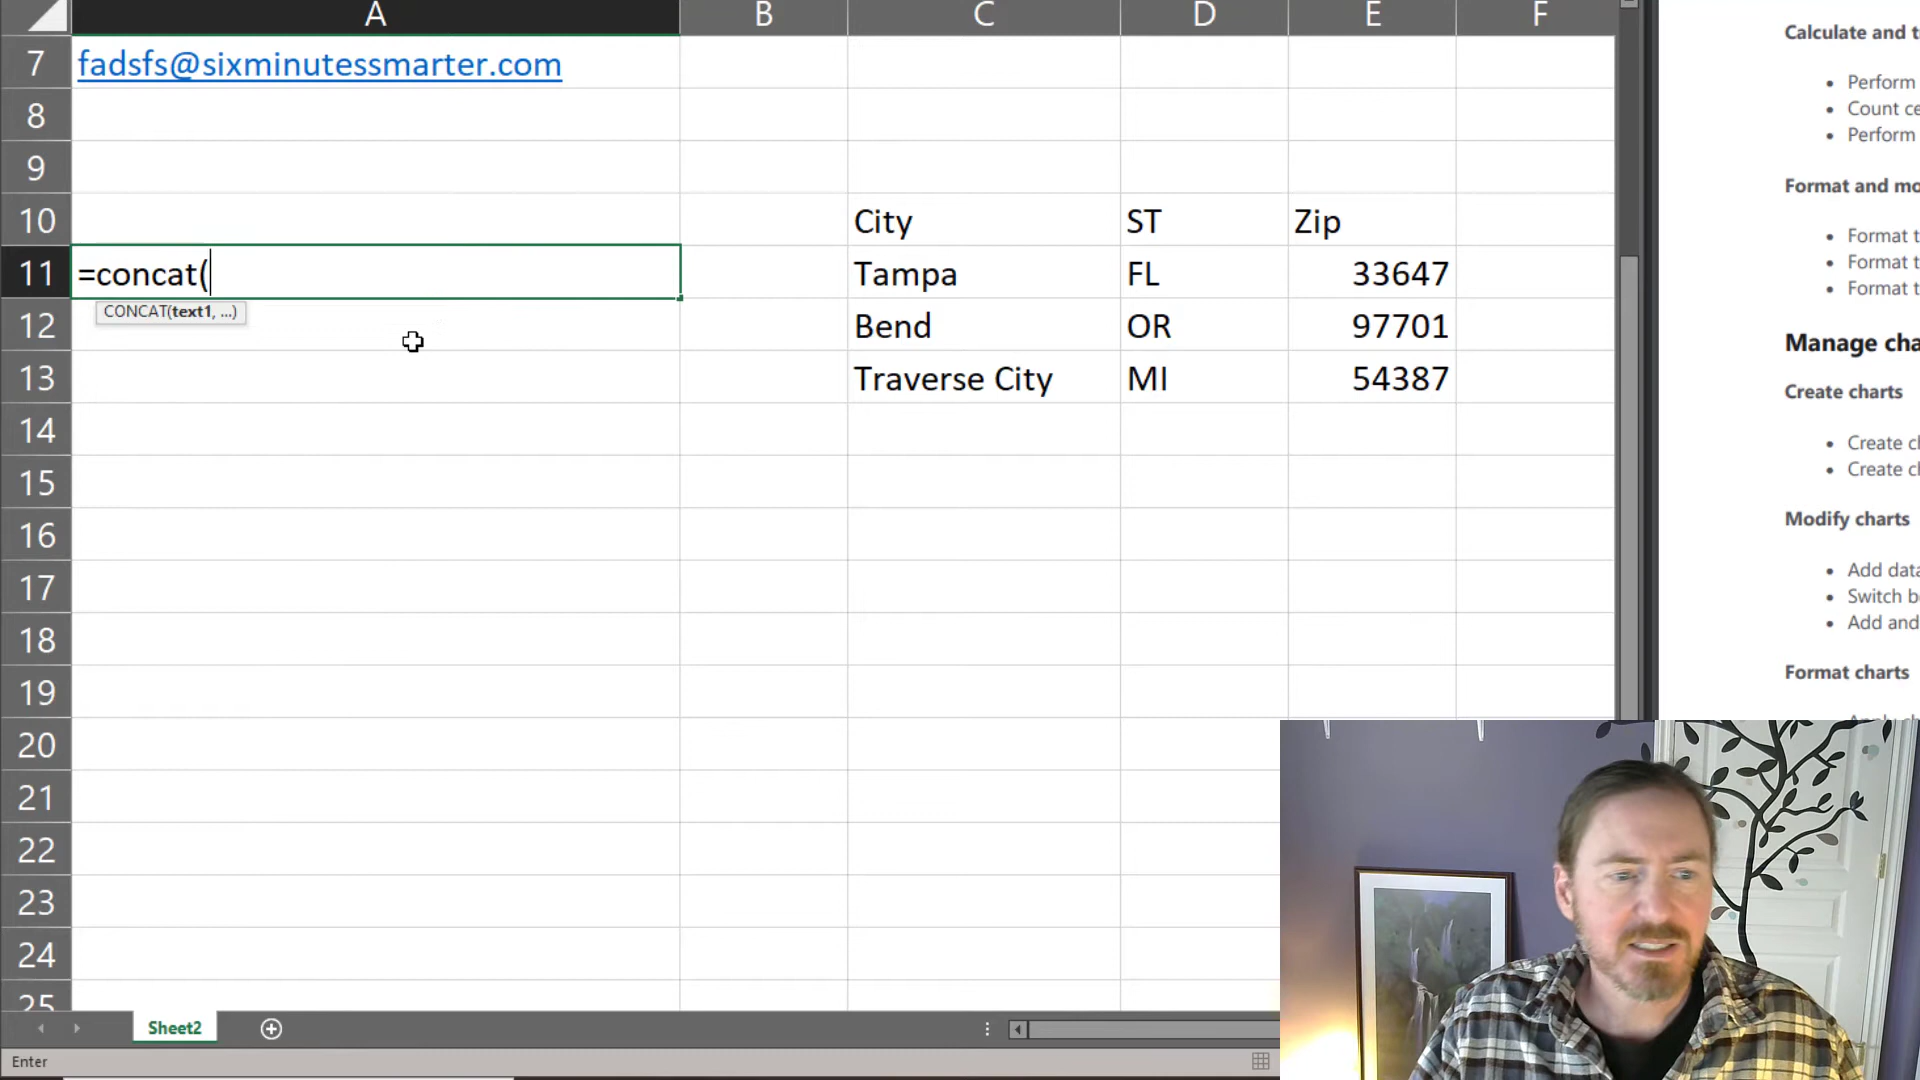 A B C D E F
7 fadsfs@sixminutessmarter.com
8
9
10 City ST Zip
11 =concat( Tampa FL 33647
CONCAT(text1, ...)
12 Bend OR 97701
13 Traverse City MI 54387
14
15
16
17
18
19
20
21
22
23
24
25
Sheet2
Enter
Calculate and t
• Perform
• Count ce
• Perform
Format and mo
• Format t
• Format t
• Format t
Manage cha
Create charts
• Create ch
• Create ch
Modify charts
• Add data
• Switch b
• Add and
Format charts